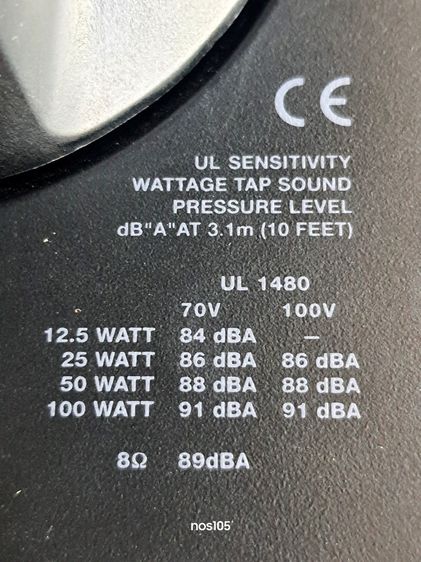 CE
UL SENSITIVITY
WATTAGE TAP SOUND
PRESSURE LEVEL
dB"A"AT 3.1m (10 FEET)
UL 1480
70V 100V
12.5 WATT 84 dBA –
25 WATT 86 dBA 86 dBA
50 WATT 88 dBA 88 dBA
100 WATT 91 dBA 91 dBA
8Ω 89dBA
nos105